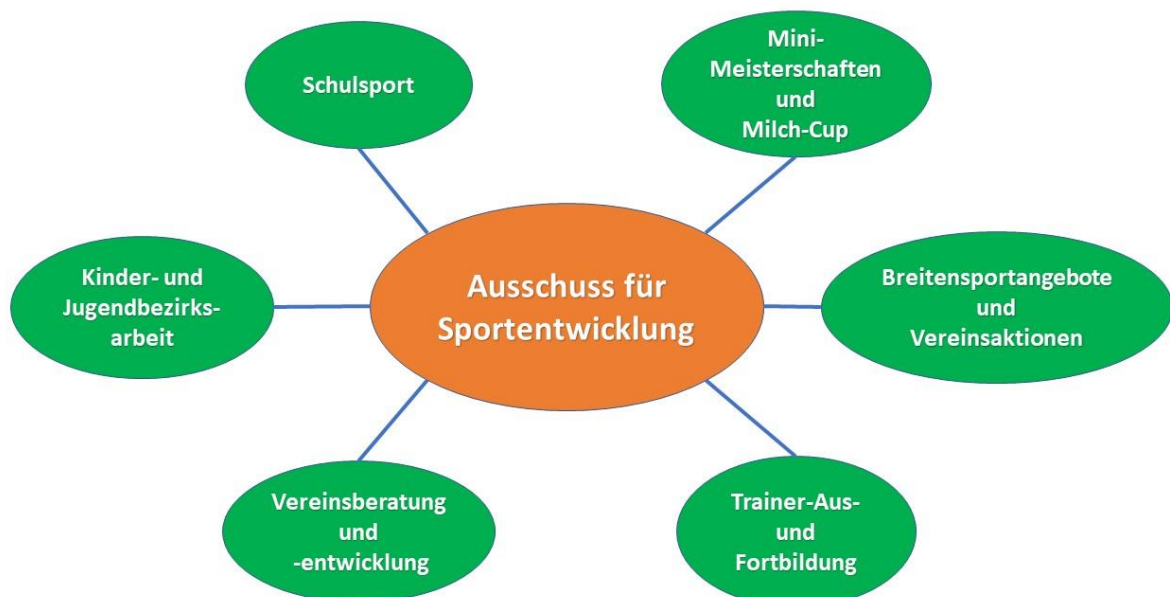 Schulsport
Mini-
Meisterschaften
und
Milch-Cup
Kinder- und
Jugendbezirks-
arbeit
Ausschuss für
Sportentwicklung
Breitensportangebote
und
Vereinsaktionen
Vereinsberatung
und
-entwicklung
Trainer-Aus-
und
Fortbildung